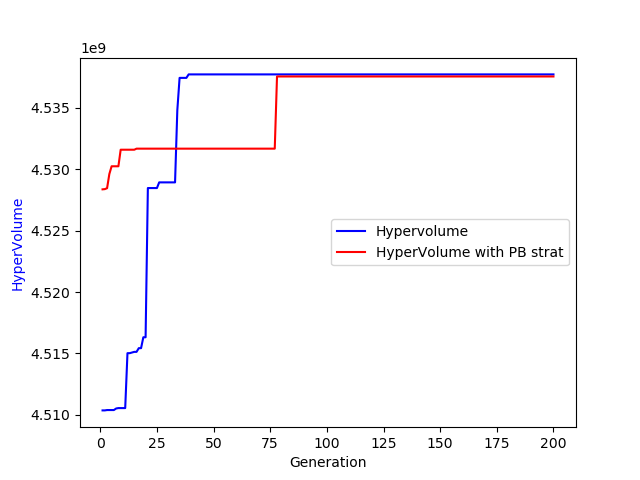 1e9
4.535
4.530
4.525
4.520
4.515
4.510
HyperVolume
Hypervolume
HyperVolume with PB strat
0 25 50 75 100 125 150 175 200
Generation